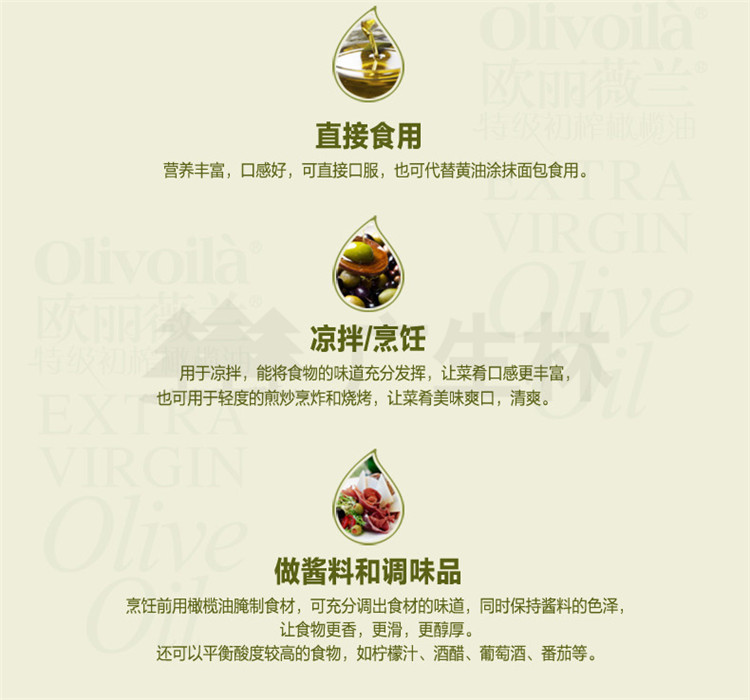 Olivoilà®
欧丽薇兰®
特级初榨橄榄油
EXTRA
VIRGIN
Olive
Oil
直接食用
营养丰富，口感好，可直接口服，也可代替黄油涂抹面包食用。
Olivoilà®
欧丽薇兰®
特级初榨橄榄油
EXTRA
VIRGIN
Olive
Oil
凉拌/烹饪
用于凉拌，能将食物的味道充分发挥，让菜肴口感更丰富，
也可用于轻度的煎炒烹炸和烧烤，让菜肴美味爽口，清爽。
生林
做酱料和调味品
烹饪前用橄榄油腌制食材，可充分调出食材的味道，同时保持酱料的色泽，
让食物更香，更滑，更醇厚。
还可以平衡酸度较高的食物，如柠檬汁、酒醋、葡萄酒、番茄等。